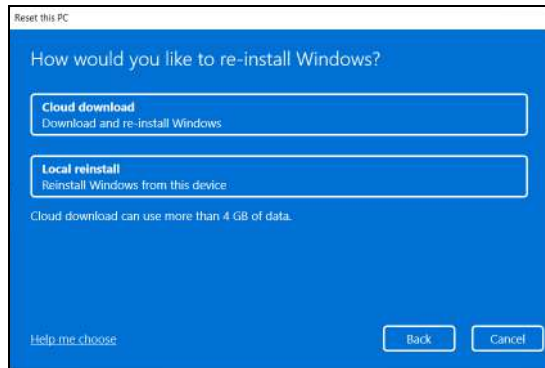 Reset this PC
How would you like to re-install Windows?
Cloud download
Download and re-install Windows
Local reinstall
Reinstall Windows from this device
Cloud download can use more than 4 GB of data.
Help me choose
Back
Cancel